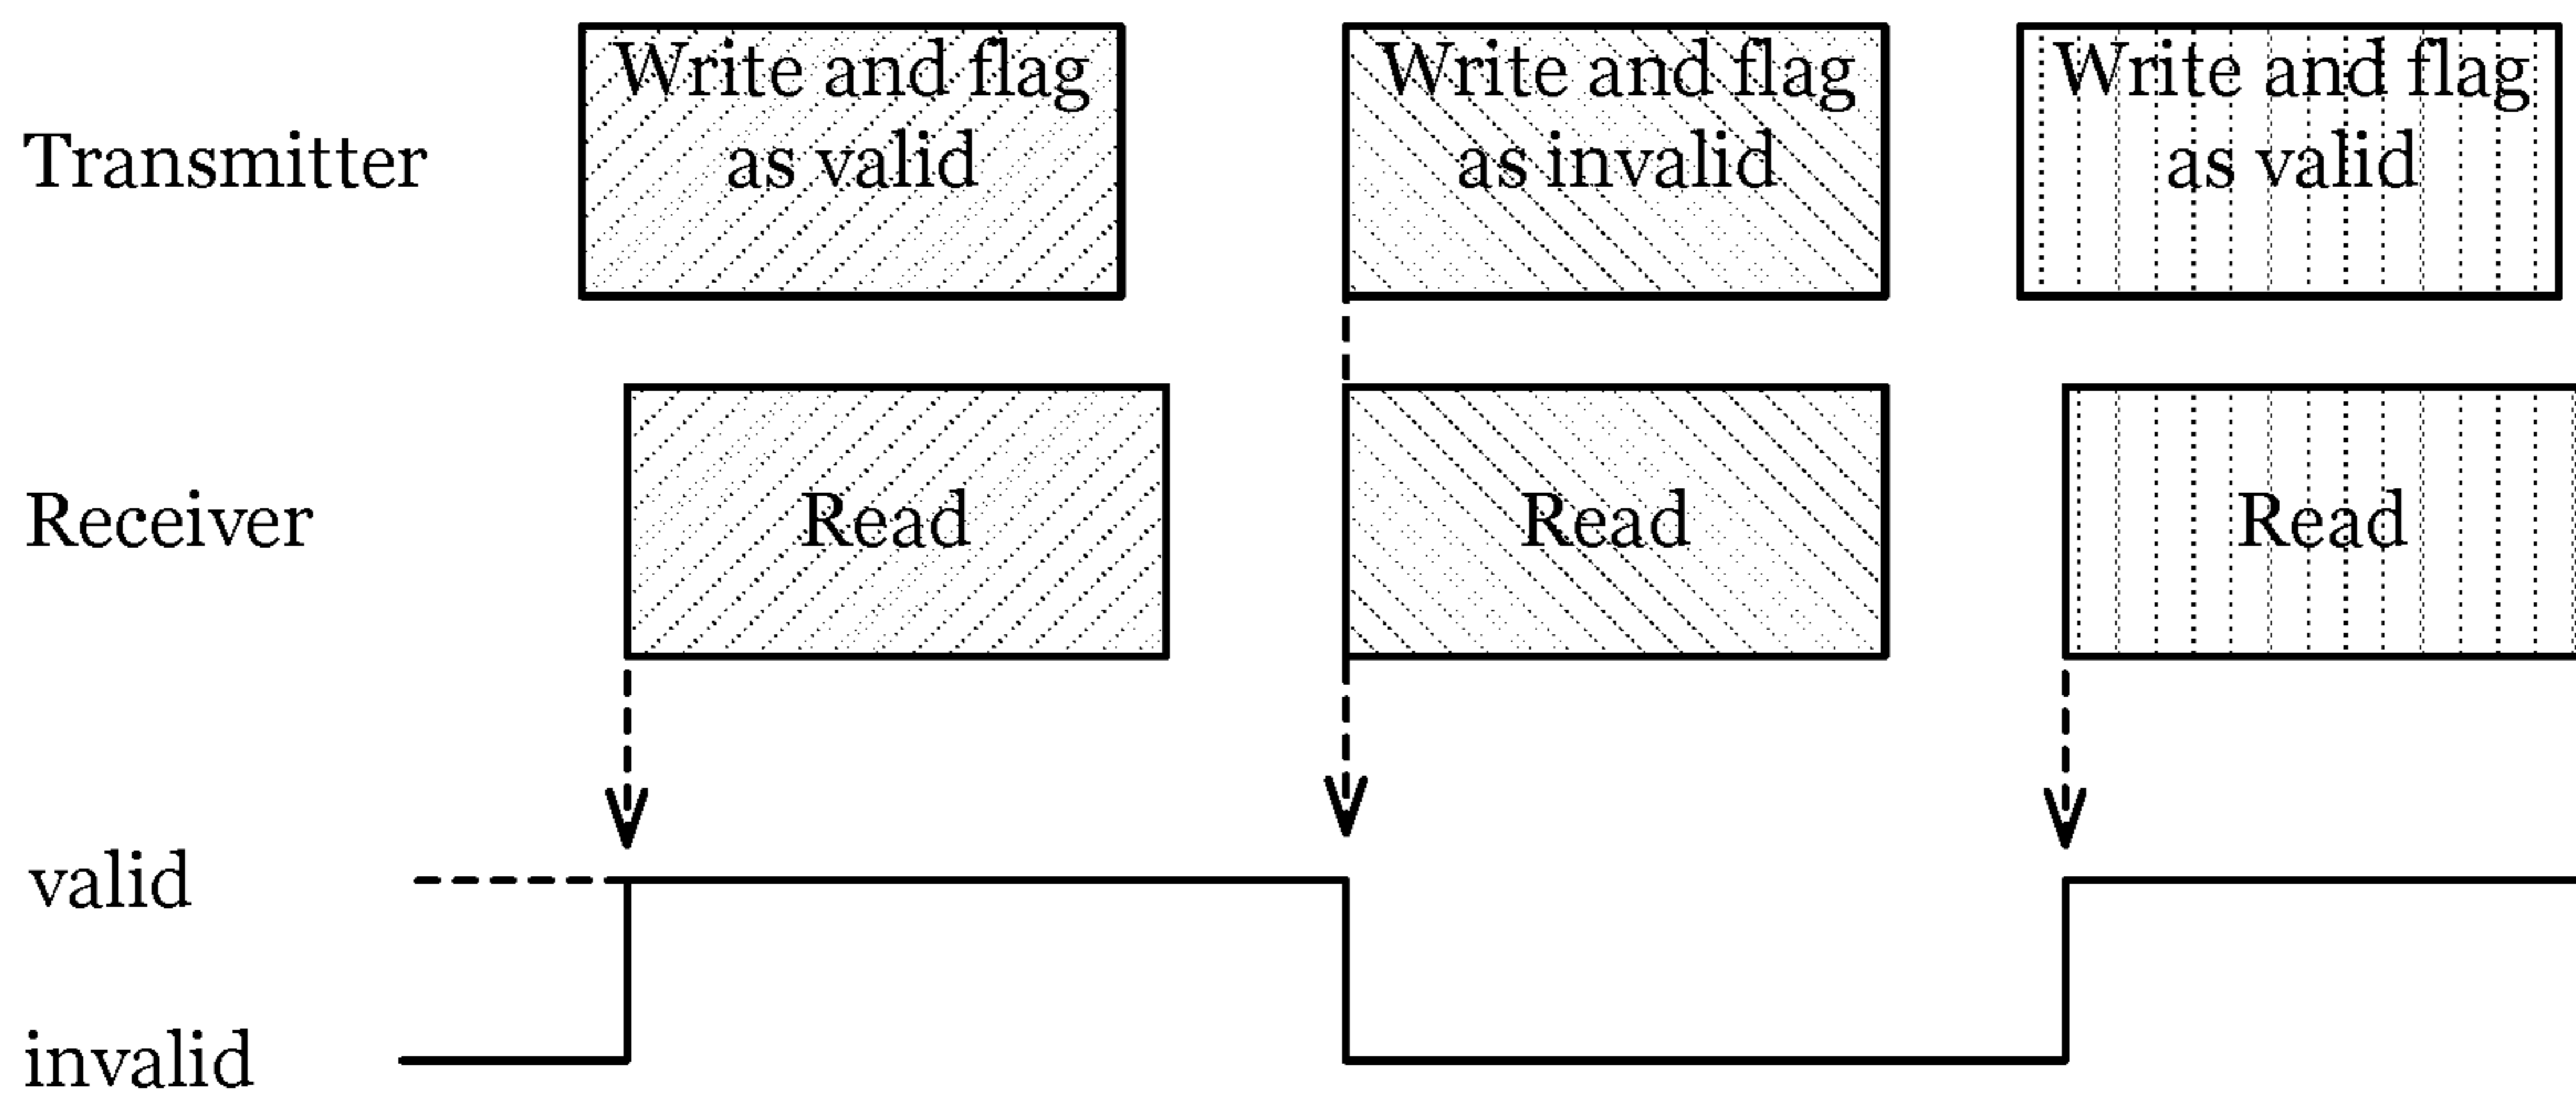 Transmitter
Write and flag
as valid
Write and flag
as invalid
Write and flag
as valid
Receiver
Read
Read
Read
valid
invalid